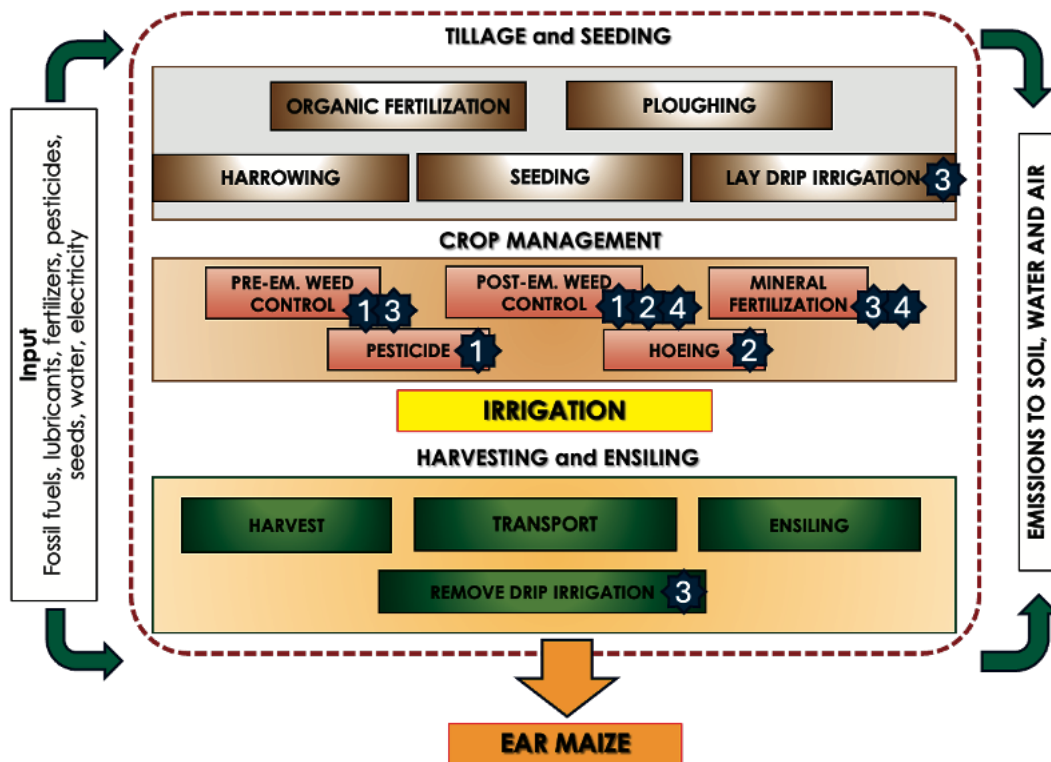 TILLAGE and SEEDING
ORGANIC FERTILIZATION
PLOUGHING
HARROWING
SEEDING
LAY DRIP IRRIGATION 3
CROP MANAGEMENT
PRE-EM. WEED
CONTROL 1 3
POST-EM. WEED
CONTROL 1 2 4
MINERAL
FERTILIZATION 3 4
PESTICIDE 1
HOEING 2
IRRIGATION
HARVESTING and ENSILING
HARVEST
TRANSPORT
ENSILING
REMOVE DRIP IRRIGATION 3
EAR MAIZE
Input
Fossil fuels, lubricants, fertilizers, pesticides,
seeds, water, electricity
EMISSIONS TO SOIL, WATER AND AIR